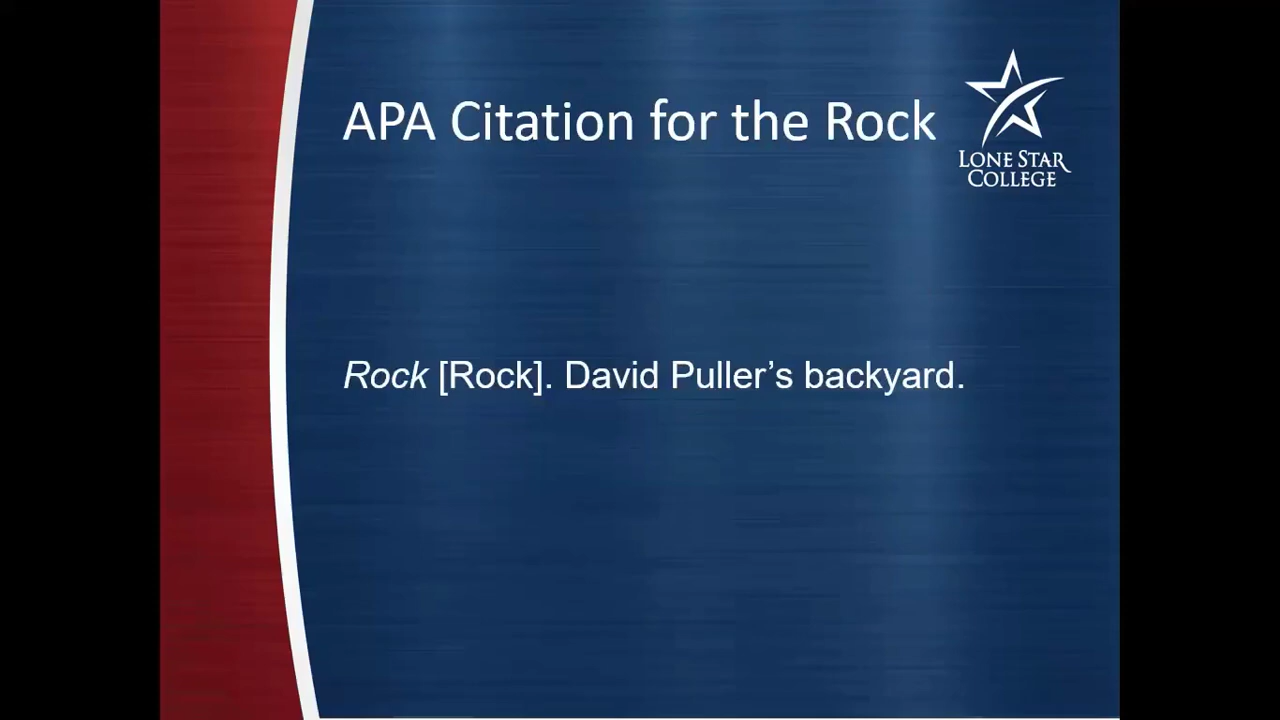 APA Citation for the Rock
LONE STAR
COLLEGE
Rock [Rock]. David Puller’s backyard.